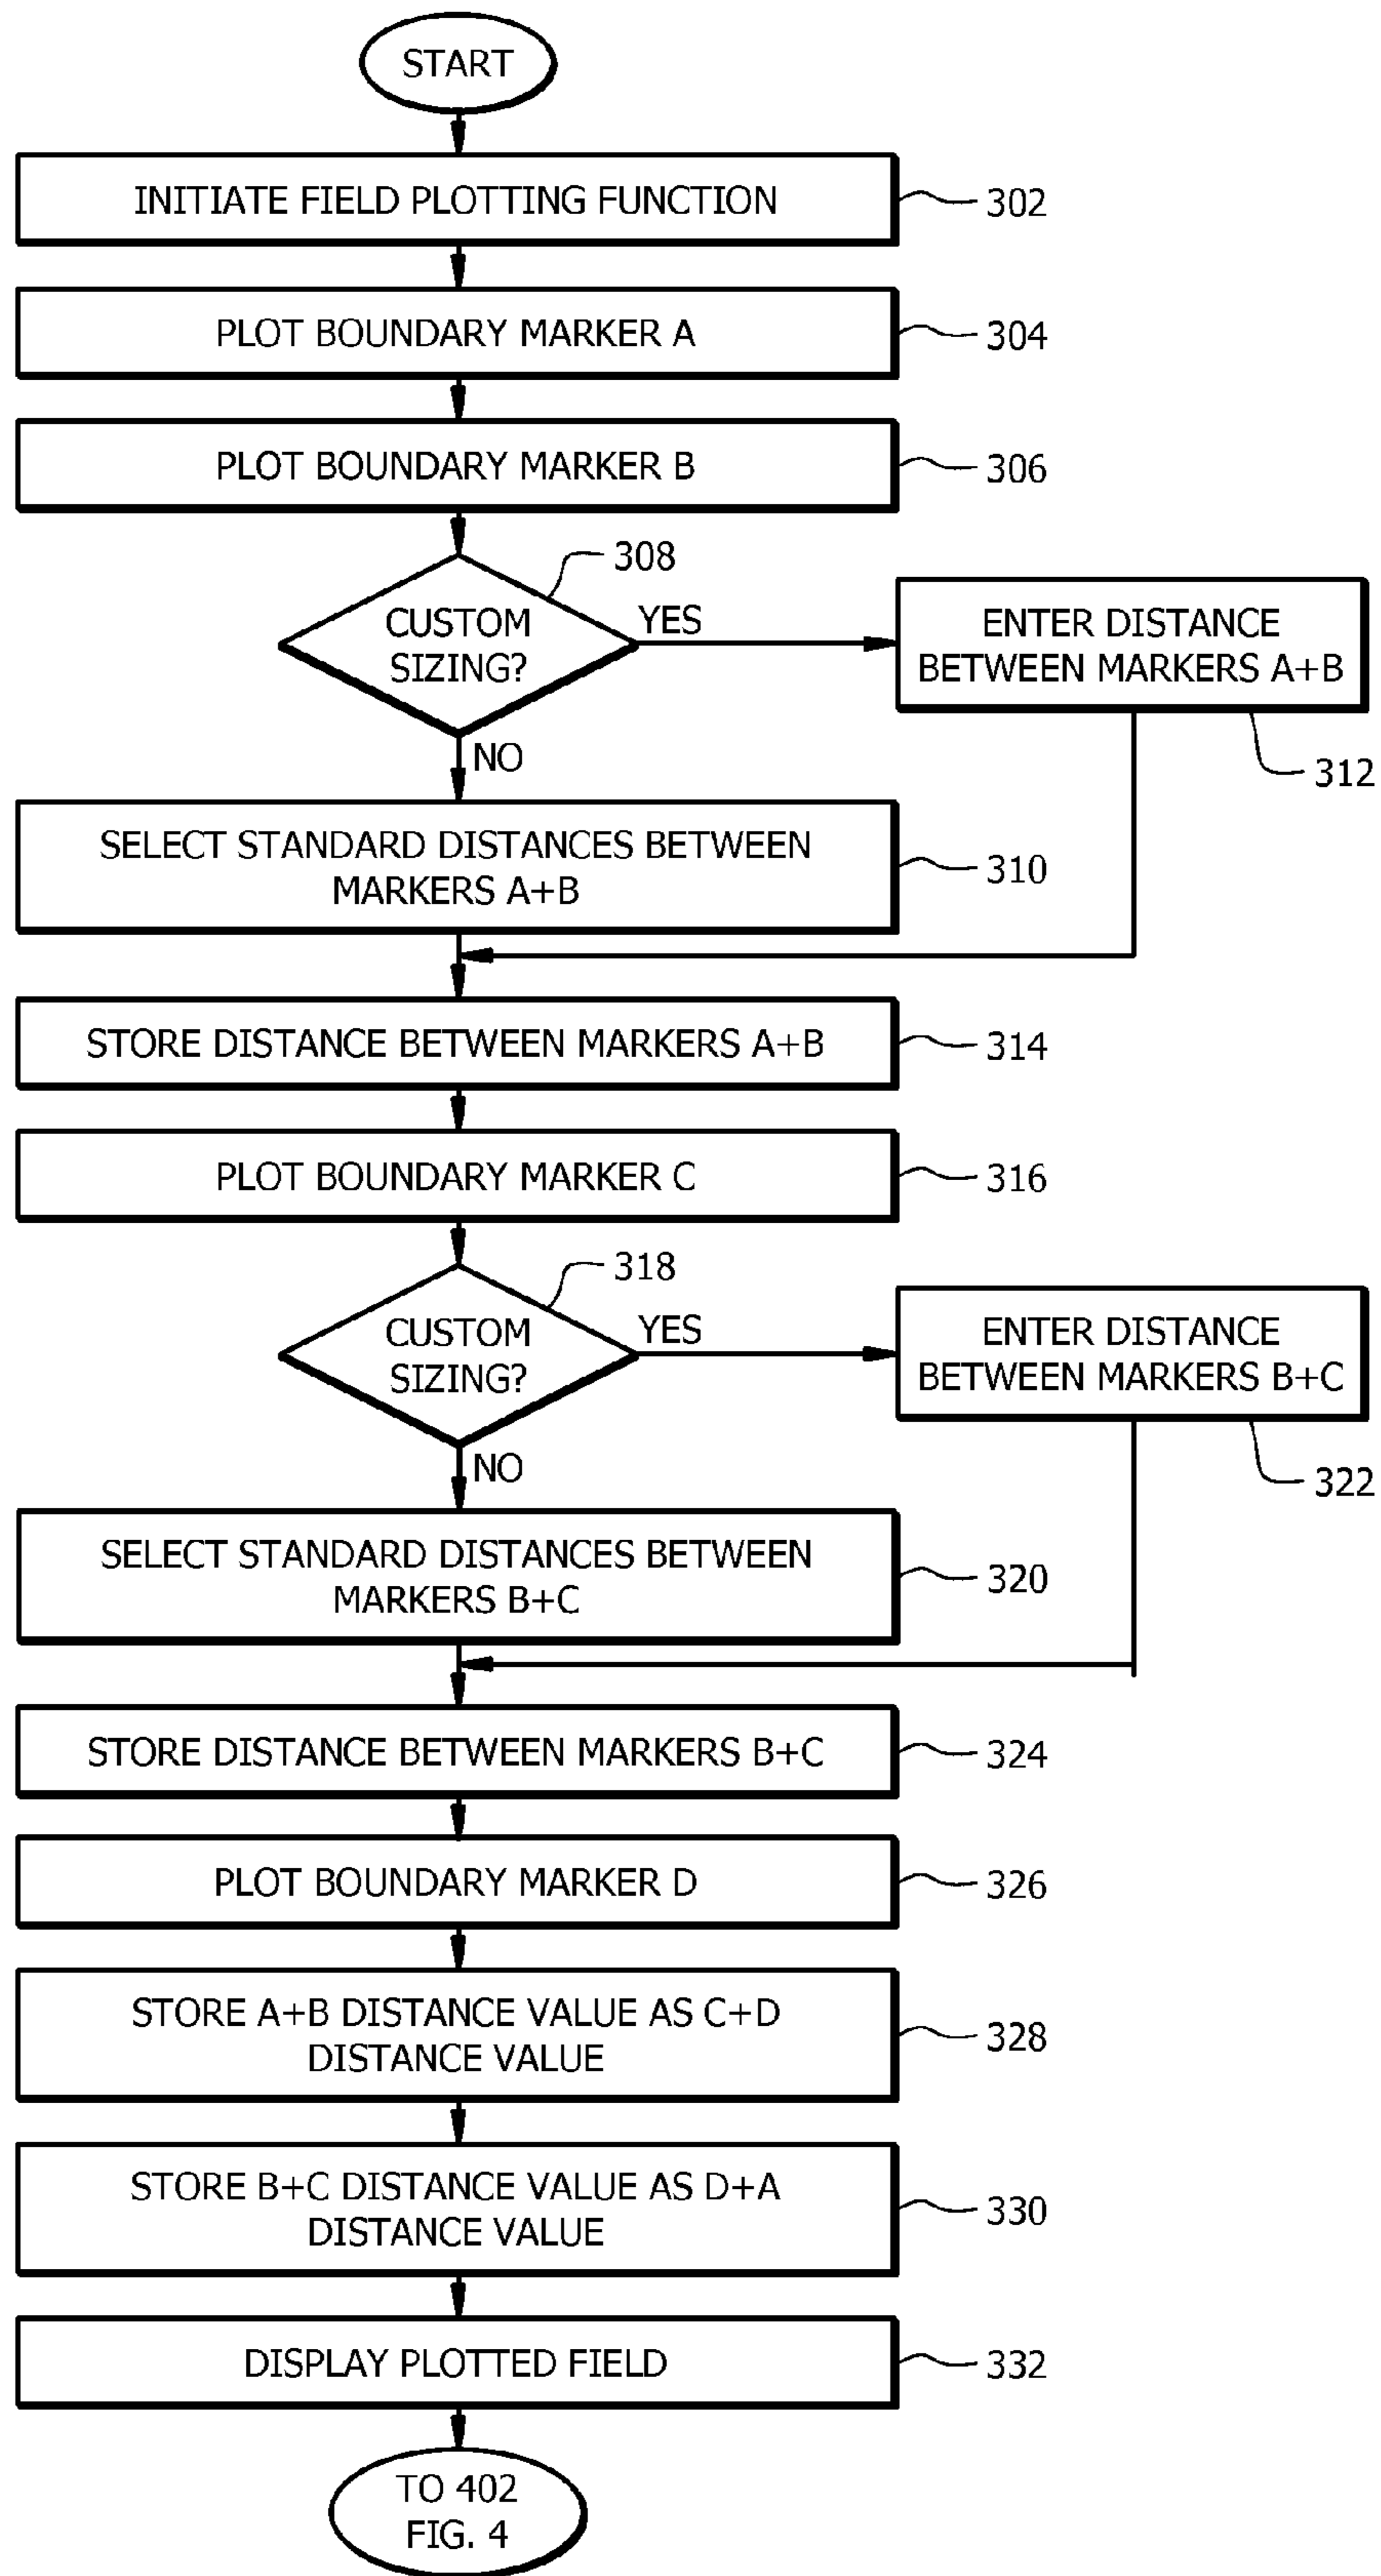 START
INITIATE FIELD PLOTTING FUNCTION
302
PLOT BOUNDARY MARKER A
304
PLOT BOUNDARY MARKER B
306
308
CUSTOM
SIZING?
YES
ENTER DISTANCE
BETWEEN MARKERS A+B
312
NO
SELECT STANDARD DISTANCES BETWEEN
MARKERS A+B
310
STORE DISTANCE BETWEEN MARKERS A+B
314
PLOT BOUNDARY MARKER C
316
318
CUSTOM
SIZING?
YES
ENTER DISTANCE
BETWEEN MARKERS B+C
322
NO
SELECT STANDARD DISTANCES BETWEEN
MARKERS B+C
320
STORE DISTANCE BETWEEN MARKERS B+C
324
PLOT BOUNDARY MARKER D
326
STORE A+B DISTANCE VALUE AS C+D
DISTANCE VALUE
328
STORE B+C DISTANCE VALUE AS D+A
DISTANCE VALUE
330
DISPLAY PLOTTED FIELD
332
TO 402
FIG. 4